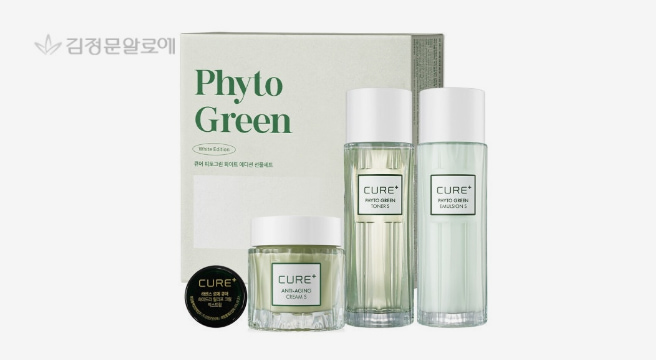 김정문알로에
Phyto
Green
White Edition
큐어 피토그린 화이트 에디션 선물세트
CURE+
PHYTO GREEN
TONER S
CURE+
PHYTO GREEN
EMULSION S
CURE+
ANTI-AGING
CREAM S
CURE+